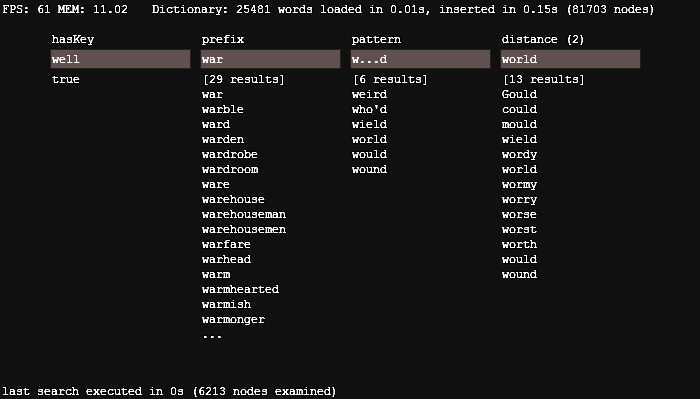 FPS: 61 MEM: 11.02 Dictionary: 25481 words loaded in 0.01s, inserted in 0.15s (81703 nodes)
hasKey prefix pattern distance (2)
well war w...d world
true [29 results] [6 results] [13 results]
war weird Gould
warble who'd could
ward wield mould
warden world wield
wardrobe would wordy
wardroom wound world
ware wormy
warehouse worry
warehouseman worse
warehousemen worst
warfare worth
warhead would
warm wound
warmhearted
warmish
warmonger
...
last search executed in 0s (6213 nodes examined)